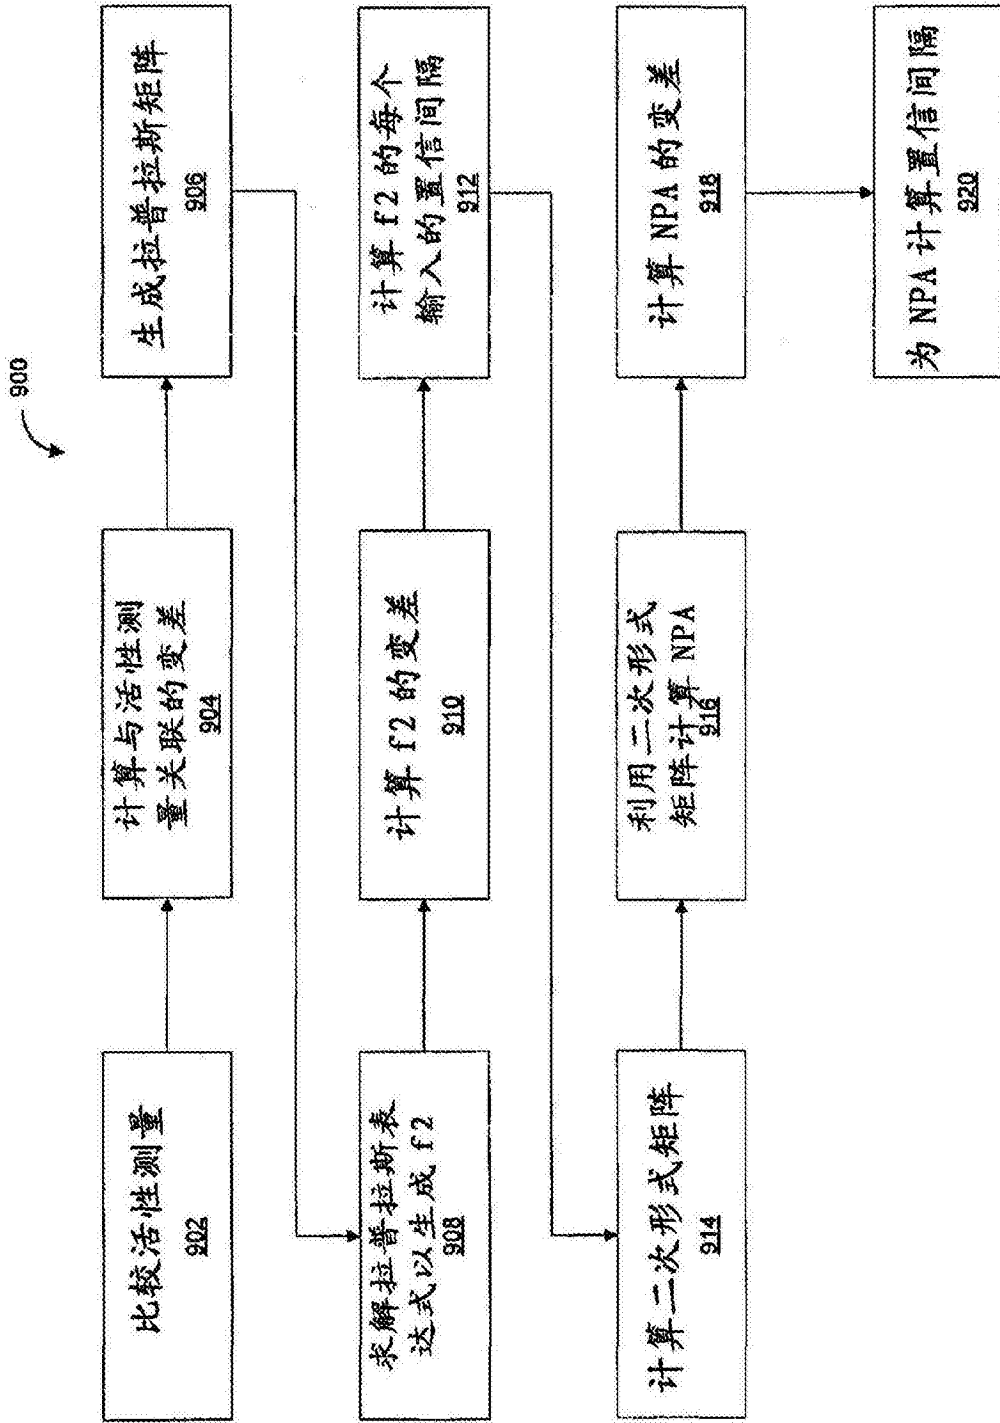 900
比较活性测量
902
计算与活性测
量关联的变差
904
生成拉普拉斯矩阵
906
求解拉普拉斯表
达式以生成 f2
908
计算 f2 的变差
910
计算 f2 的每个
输入的置信间隔
912
计算二次形式矩阵
914
利用二次形式
矩阵计算 NPA
916
计算 NPA 的变差
918
为 NPA 计算置信间隔
920